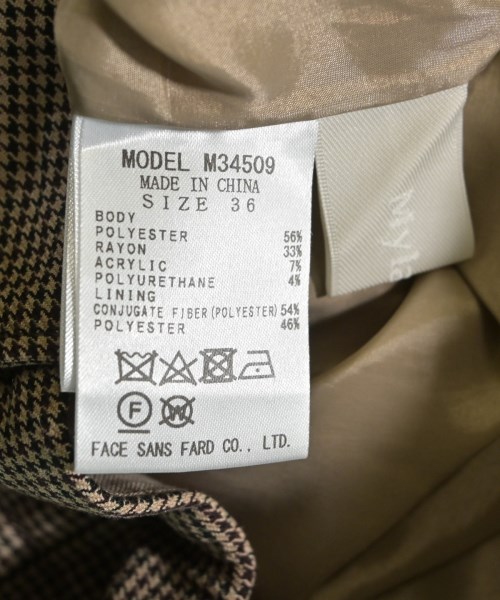 MODEL M34509
MADE IN CHINA
SIZE 36
BODY
POLYESTER 56%
RAYON 33%
ACRYLIC 7%
POLYURETHANE 4%
LINING
CONJUGATE FIBER(POLYESTER) 54%
POLYESTER 46%
F
W
FACE SANS FARD CO., LTD.